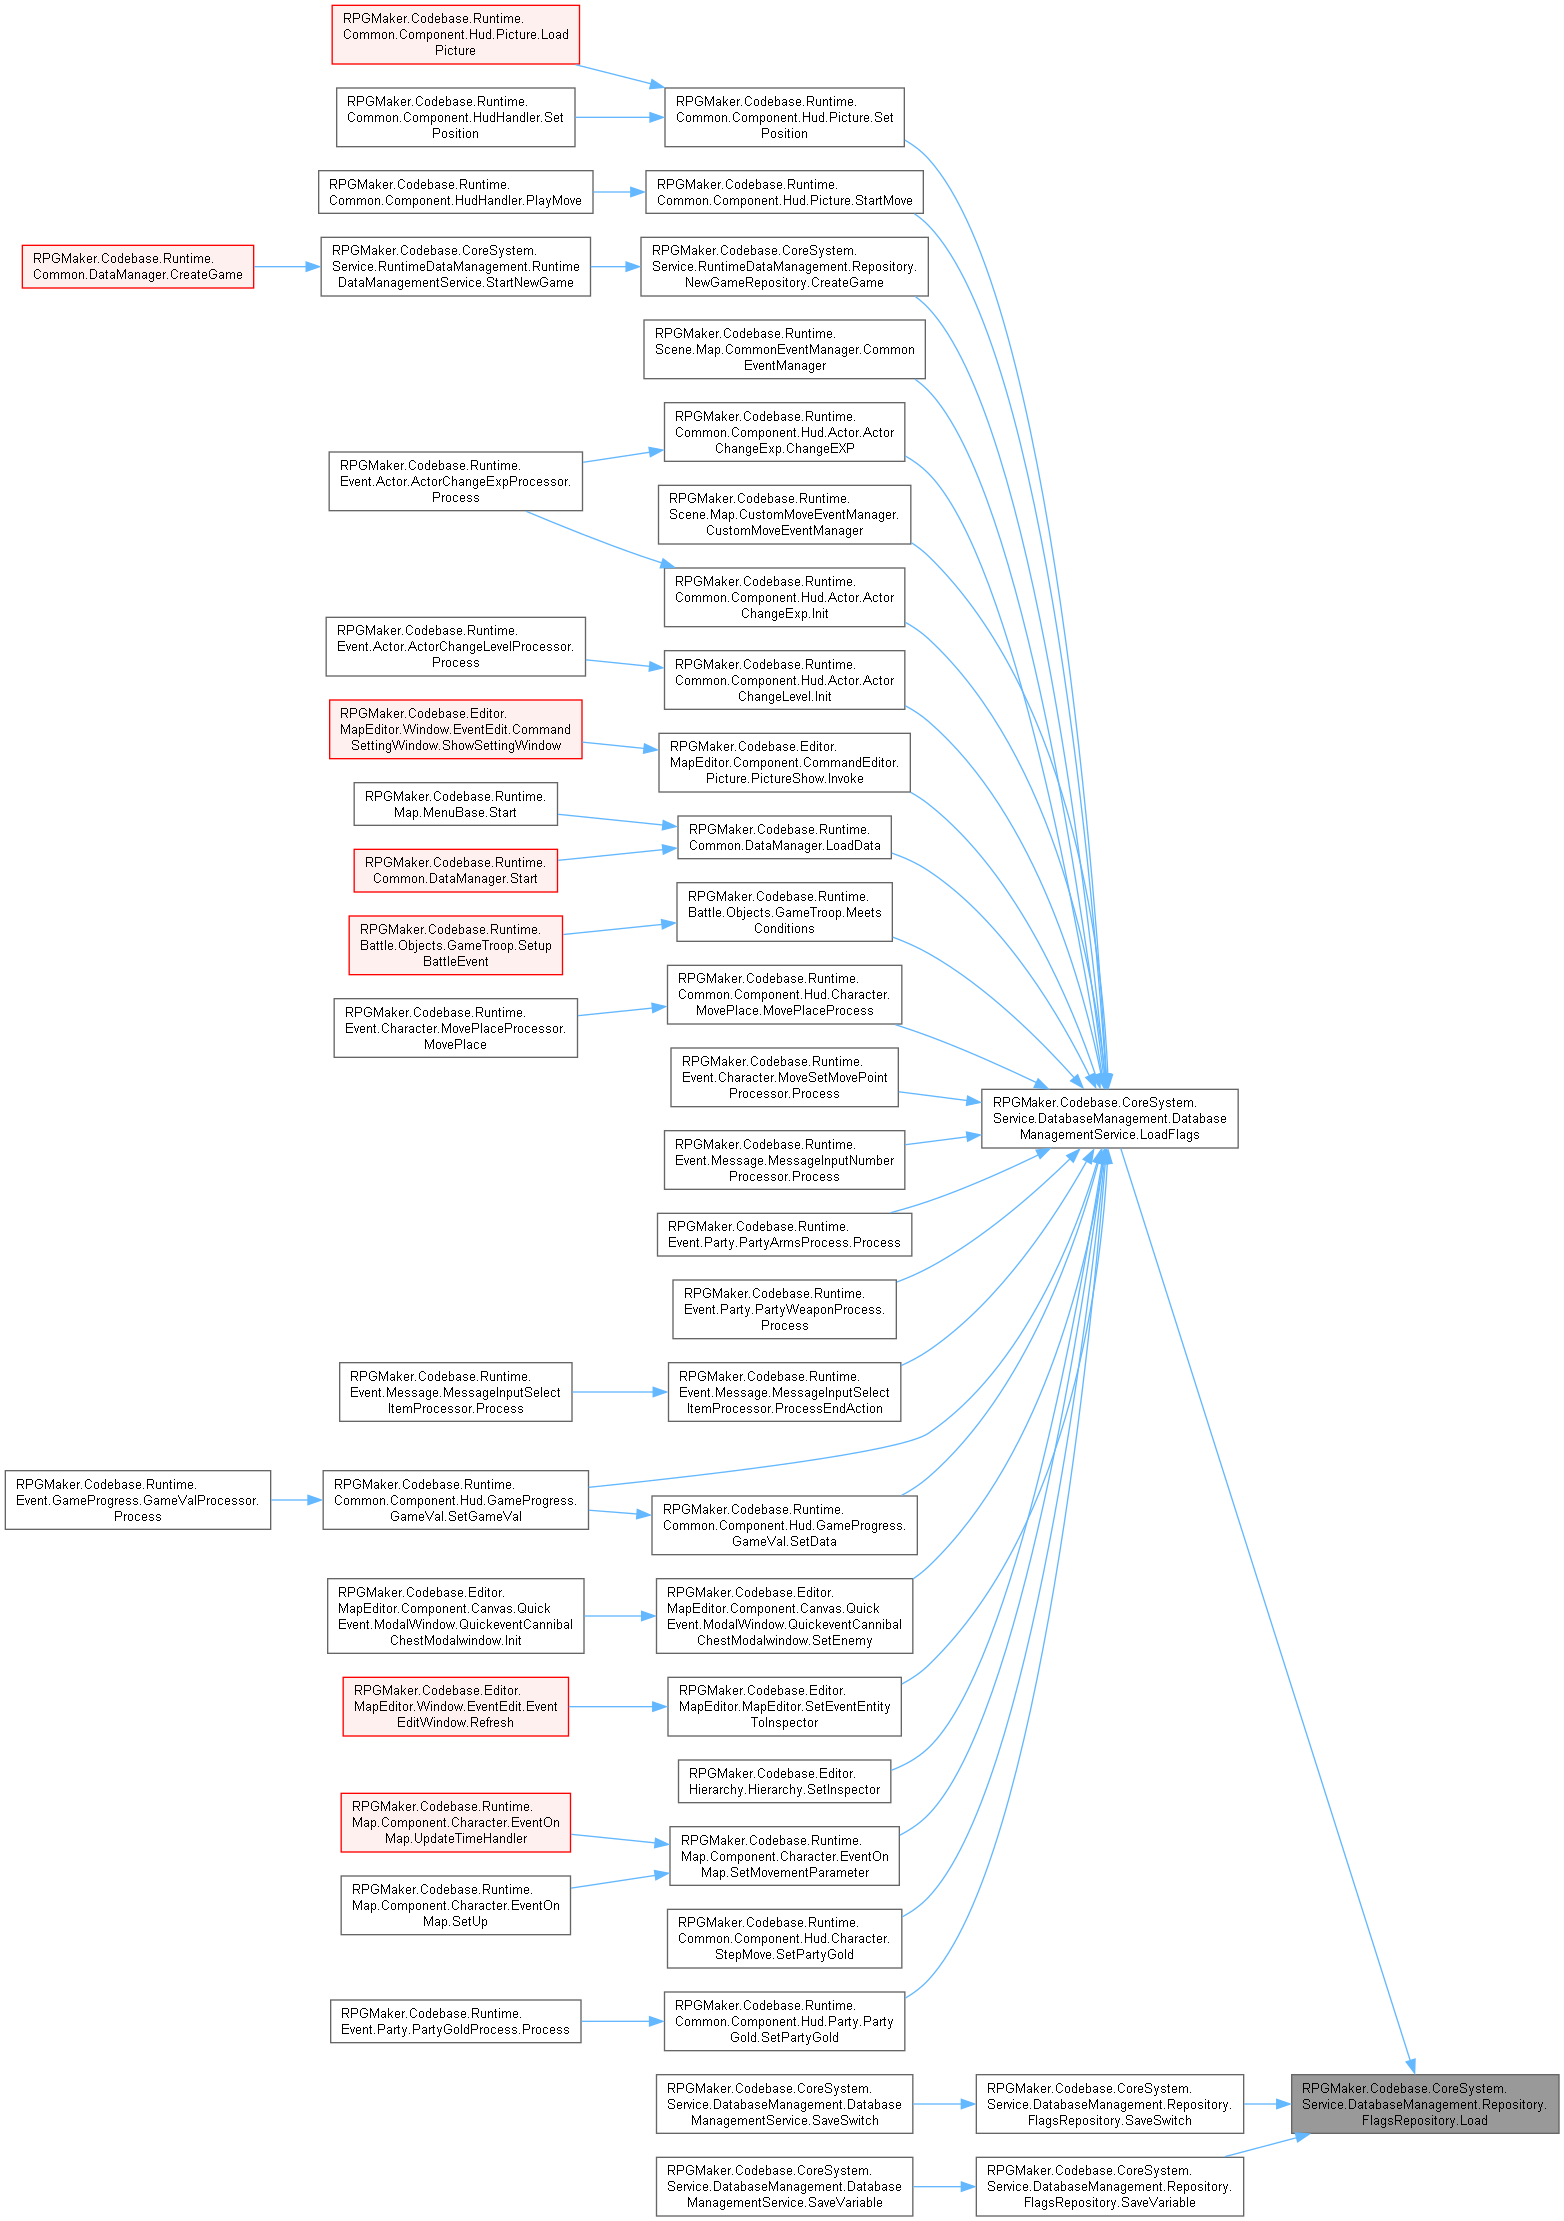 RPGMaker.Codebase.Runtime.
Common.Component.Hud.Picture.Load
Picture
RPGMaker.Codebase.Runtime.
Common.Component.HudHandler.Set
Position
RPGMaker.Codebase.Runtime.
Common.Component.Hud.Picture.Set
Position
RPGMaker.Codebase.Runtime.
Common.Component.HudHandler.PlayMove
RPGMaker.Codebase.Runtime.
Common.Component.Hud.Picture.StartMove
RPGMaker.Codebase.Runtime.
Common.DataManager.CreateGame
RPGMaker.Codebase.CoreSystem.
Service.RuntimeDataManagement.Runtime
DataManagementService.StartNewGame
RPGMaker.Codebase.CoreSystem.
Service.RuntimeDataManagement.Repository.
NewGameRepository.CreateGame
RPGMaker.Codebase.Runtime.
Scene.Map.CommonEventManager.Common
EventManager
RPGMaker.Codebase.Runtime.
Common.Component.Hud.Actor.Actor
ChangeExp.ChangeEXP
RPGMaker.Codebase.Runtime.
Event.Actor.ActorChangeExpProcessor.
Process
RPGMaker.Codebase.Runtime.
Scene.Map.CustomMoveEventManager.
CustomMoveEventManager
RPGMaker.Codebase.Runtime.
Common.Component.Hud.Actor.Actor
ChangeExp.Init
RPGMaker.Codebase.Runtime.
Event.Actor.ActorChangeLevelProcessor.
Process
RPGMaker.Codebase.Runtime.
Common.Component.Hud.Actor.Actor
ChangeLevel.Init
RPGMaker.Codebase.Editor.
MapEditor.Window.EventEdit.Command
SettingWindow.ShowSettingWindow
RPGMaker.Codebase.Editor.
MapEditor.Component.CommandEditor.
Picture.PictureShow.Invoke
RPGMaker.Codebase.Runtime.
Map.MenuBase.Start
RPGMaker.Codebase.Runtime.
Common.DataManager.LoadData
RPGMaker.Codebase.Runtime.
Common.DataManager.Start
RPGMaker.Codebase.Runtime.
Battle.Objects.GameTroop.Meets
Conditions
RPGMaker.Codebase.Runtime.
Battle.Objects.GameTroop.Setup
BattleEvent
RPGMaker.Codebase.Runtime.
Common.Component.Hud.Character.
MovePlace.MovePlaceProcess
RPGMaker.Codebase.Runtime.
Event.Character.MovePlaceProcessor.
MovePlace
RPGMaker.Codebase.Runtime.
Event.Character.MoveSetMovePoint
Processor.Process
RPGMaker.Codebase.CoreSystem.
Service.DatabaseManagement.Database
ManagementService.LoadFlags
RPGMaker.Codebase.Runtime.
Event.Message.MessageInputNumber
Processor.Process
RPGMaker.Codebase.Runtime.
Event.Party.PartyArmsProcess.Process
RPGMaker.Codebase.Runtime.
Event.Party.PartyWeaponProcess.
Process
RPGMaker.Codebase.Runtime.
Event.Message.MessageInputSelect
ItemProcessor.Process
RPGMaker.Codebase.Runtime.
Event.Message.MessageInputSelect
ItemProcessor.ProcessEndAction
RPGMaker.Codebase.Runtime.
Event.GameProgress.GameValProcessor.
Process
RPGMaker.Codebase.Runtime.
Common.Component.Hud.GameProgress.
GameVal.SetGameVal
RPGMaker.Codebase.Runtime.
Common.Component.Hud.GameProgress.
GameVal.SetData
RPGMaker.Codebase.Editor.
MapEditor.Component.Canvas.Quick
Event.ModalWindow.QuickeventCannibal
ChestModalwindow.Init
RPGMaker.Codebase.Editor.
MapEditor.Component.Canvas.Quick
Event.ModalWindow.QuickeventCannibal
ChestModalwindow.SetEnemy
RPGMaker.Codebase.Editor.
MapEditor.Window.EventEdit.Event
EditWindow.Refresh
RPGMaker.Codebase.Editor.
MapEditor.MapEditor.SetEventEntity
ToInspector
RPGMaker.Codebase.Editor.
Hierarchy.Hierarchy.SetInspector
RPGMaker.Codebase.Runtime.
Map.Component.Character.EventOn
Map.UpdateTimeHandler
RPGMaker.Codebase.Runtime.
Map.Component.Character.EventOn
Map.SetMovementParameter
RPGMaker.Codebase.Runtime.
Map.Component.Character.EventOn
Map.SetUp
RPGMaker.Codebase.Runtime.
Common.Component.Hud.Character.
StepMove.SetPartyGold
RPGMaker.Codebase.Runtime.
Event.Party.PartyGoldProcess.Process
RPGMaker.Codebase.Runtime.
Common.Component.Hud.Party.Party
Gold.SetPartyGold
RPGMaker.Codebase.CoreSystem.
Service.DatabaseManagement.Database
ManagementService.SaveSwitch
RPGMaker.Codebase.CoreSystem.
Service.DatabaseManagement.Repository.
FlagsRepository.SaveSwitch
RPGMaker.Codebase.CoreSystem.
Service.DatabaseManagement.Repository.
FlagsRepository.Load
RPGMaker.Codebase.CoreSystem.
Service.DatabaseManagement.Database
ManagementService.SaveVariable
RPGMaker.Codebase.CoreSystem.
Service.DatabaseManagement.Repository.
FlagsRepository.SaveVariable